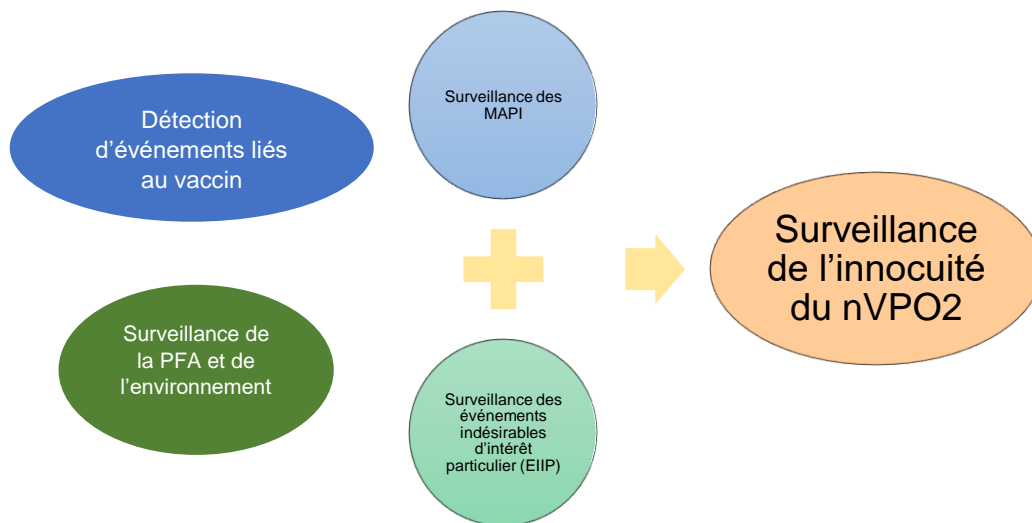 Détection
d’événements liés
au vaccin
Surveillance de
la PFA et de
l’environnement
Surveillance des
MAPI
Surveillance des
événements
indésirables
d’intérêt
particulier (EIIP)
Surveillance
de l’innocuité
du nVPO2